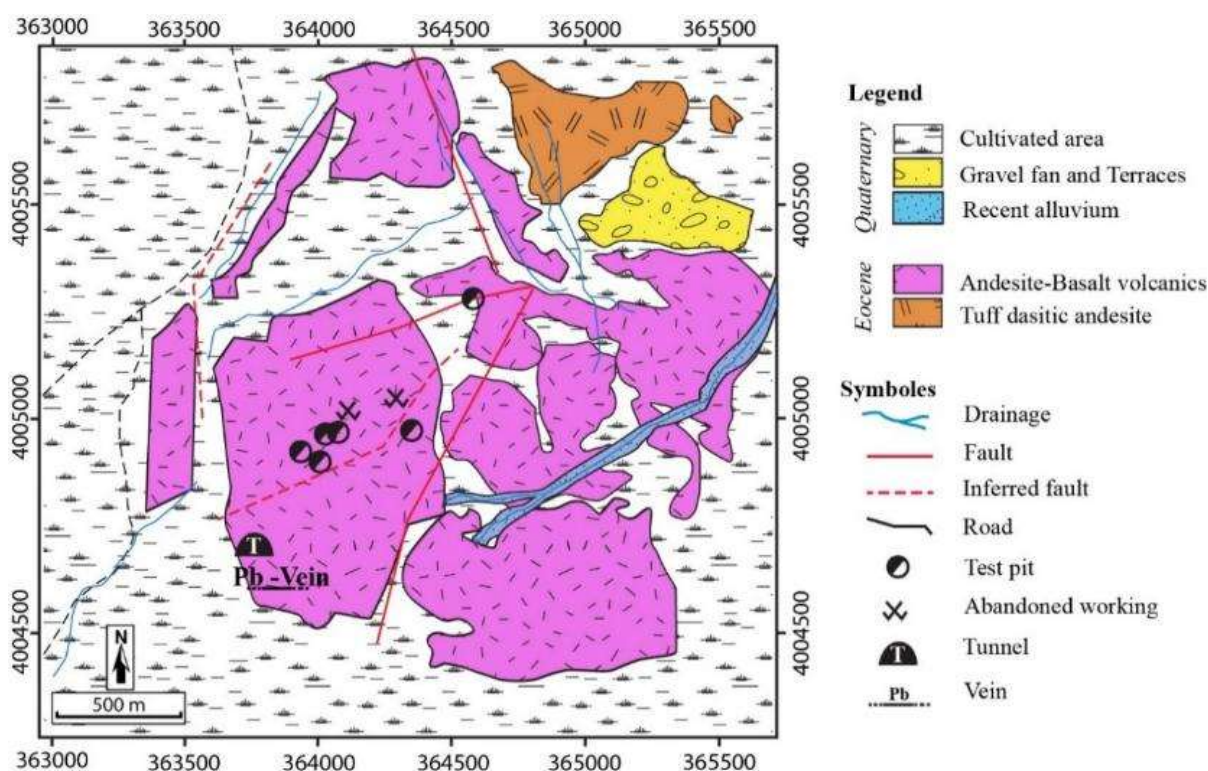 363000 363500 364000 364500 365000 365500
4005500
4005500
4005000
4005000
4004500
4004500
T
Pb -Vein
N
500 m
363000 363500 364000 364500 365000 365500
Legend
Quaternary
Cultivated area
Gravel fan and Terraces
Recent alluvium
Eocene
Andesite-Basalt volcanics
Tuff dasitic andesite
Symboles
Drainage
Fault
Inferred fault
Road
Test pit
Abandoned working
T
Tunnel
Pb
Vein